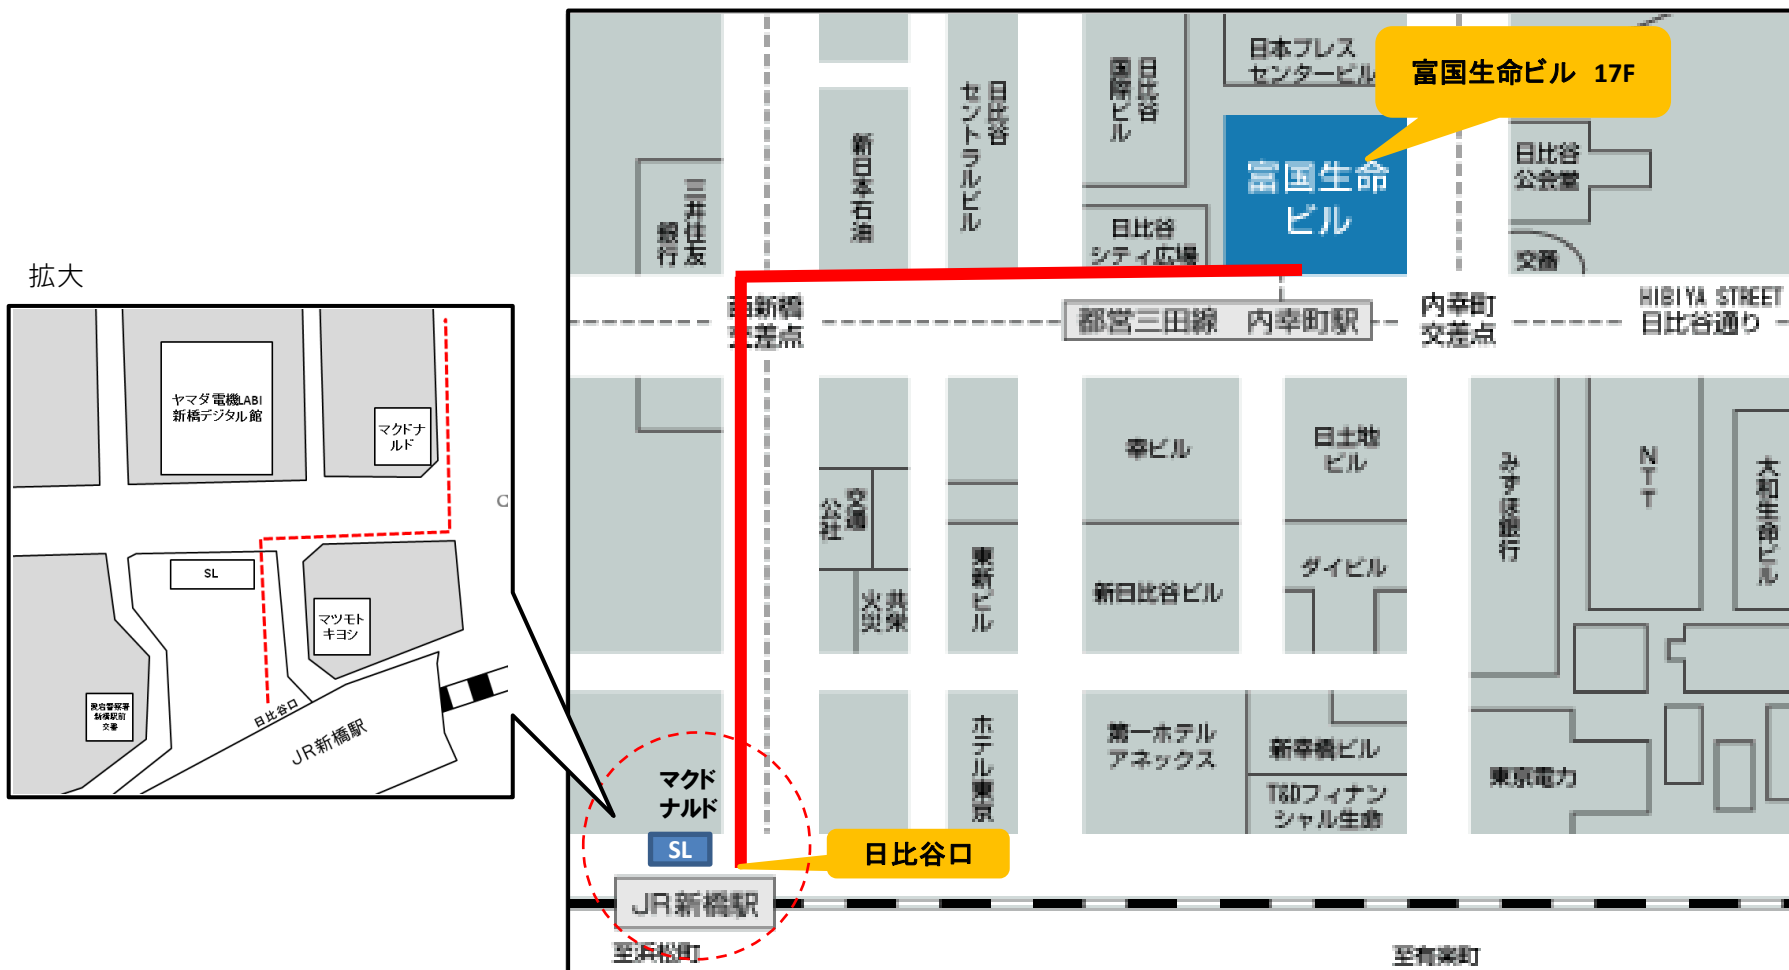 日本プレス
センタービル
富国生命ビル 17F
日比谷
国際ビル
日比谷
セントラルビル
新日本石油
三井住友
銀行
富国生命
ビル
日比谷
公会堂
日比谷
シティ広場
交番
拡大
西新橋
交差点
都営三田線 内幸町駅
内幸町
交差点
HIBIYA STREET
日比谷通り
ヤマダ電機LABI
新橋デジタル館
マクドナ
ルド
C
SL
マツモト
キヨシ
愛宕警察署
新橋駅前
交番
日比谷口
JR新橋駅
幸ビル
日土地
ビル
みずほ銀行
NTT
大和生命ビル
交通
公社
共栄
火災
東新ビル
新日比谷ビル
ダイビル
ホテル東京
第一ホテル
アネックス
新幸橋ビル
T&Dフィナン
シャル生命
東京電力
マクド
ナルド
SL
日比谷口
JR新橋駅
至浜松町
至有楽町